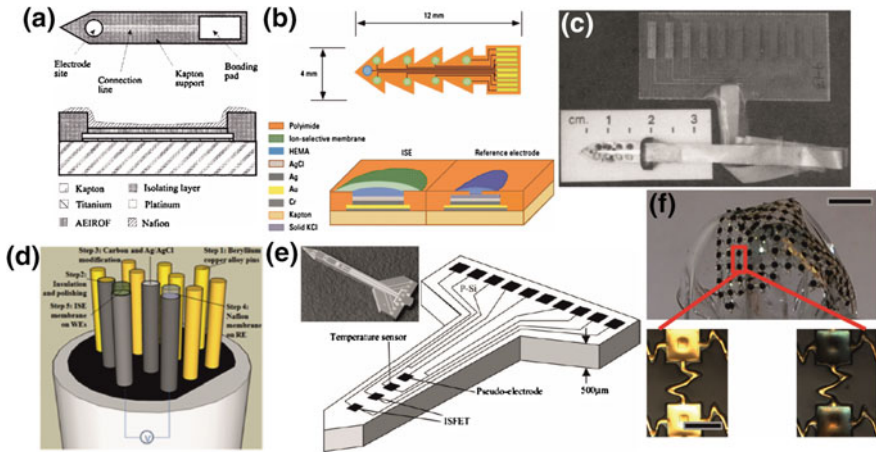 (a)
Electrode
site
Connection
line
Kapton
support
Bonding
pad
Kapton
Isolating layer
Titanium
Platinum
AEIROF
Nafion
(b)
12 mm
4 mm
Polyimide
Ion-selective membrane
HEMA
AgCl
Ag
Au
Cr
Kapton
Solid KCl
ISE
Reference electrode
(c)
cm.
1
2
3
(d)
Step 3: Carbon and Ag/AgCl
modification
Step 1: Beryllium
copper alloy pins
Step2:
Insulation and
polishing
Step 5: ISE
membrane
on WEs
Step 4:
Nafion
membrane
on RE
V
(e)
P-Si
Temperature sensor
Pseudo-electrode
ISFET
500μm
(f)